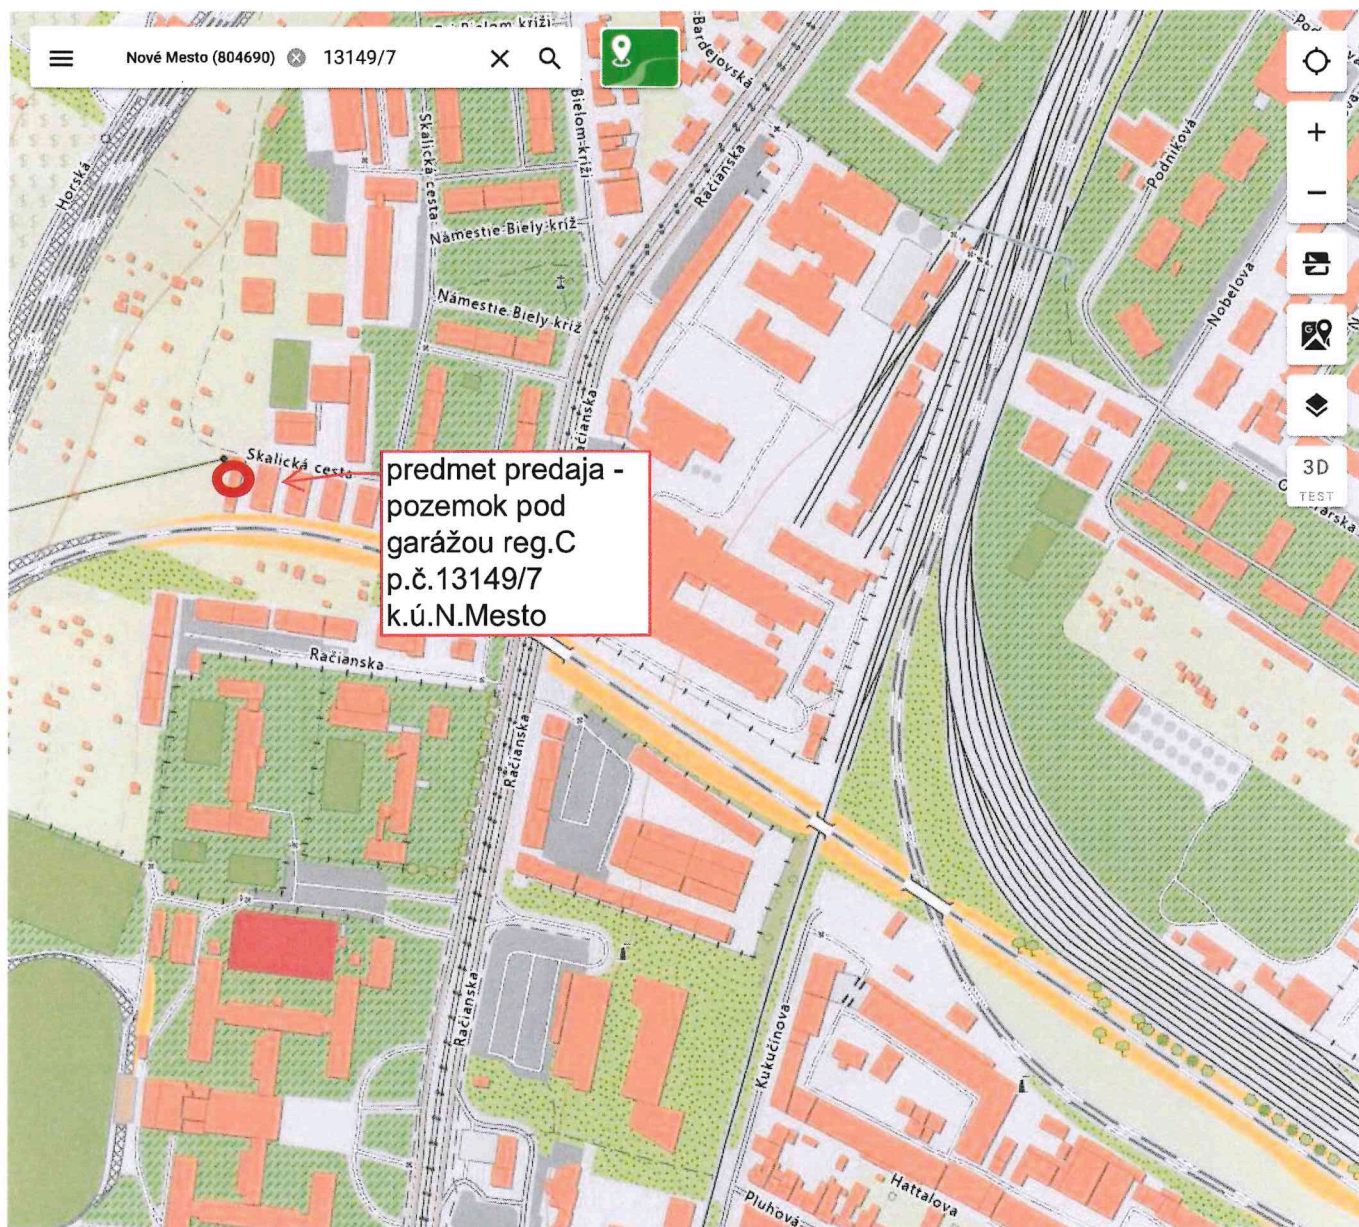 Nové Mesto (804690)
13149/7
Bielom kríži
Bardejovská
Bielom kríži
Skalická cesta
Horská
Račianska
Podniková
Námestie Biely kríž
Námestie Biely kríž
Nobelova
3D
TEST
Račianska
Skalická cesta
predmet predaja -
pozemok pod
garážou reg.C
p.č.13149/7
k.ú.N.Mesto
Račianska
Račianska
Račianska
Kukučínova
Hattalova
Pluhová